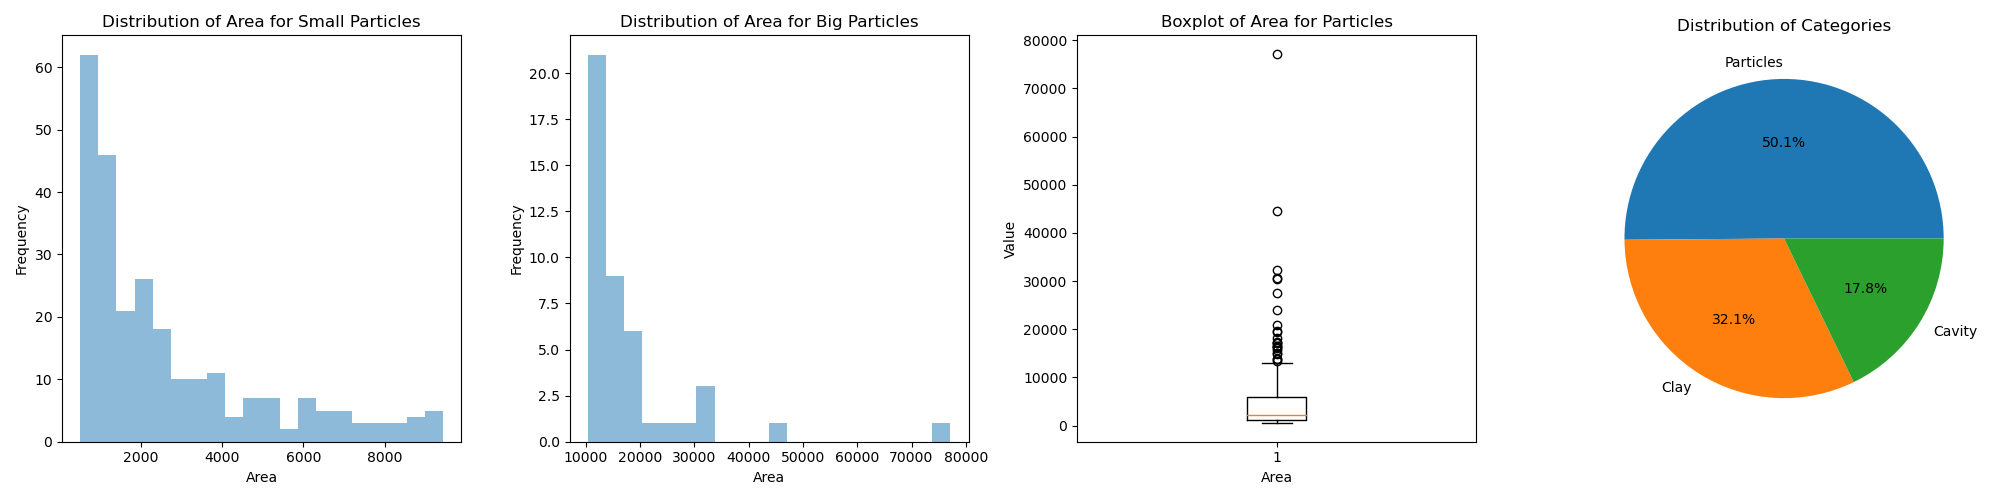 Distribution of Area for Small Particles
Frequency
60
50
40
30
20
10
0
2000 4000 6000 8000
Area
Distribution of Area for Big Particles
Frequency
20.0
17.5
15.0
12.5
10.0
7.5
5.0
2.5
0.0
10000 20000 30000 40000 50000 60000 70000 80000
Area
Boxplot of Area for Particles
Value
80000
70000
60000
50000
40000
30000
20000
10000
0
1
Area
Distribution of Categories
Particles
50.1%
17.8%
32.1%
Cavity
Clay